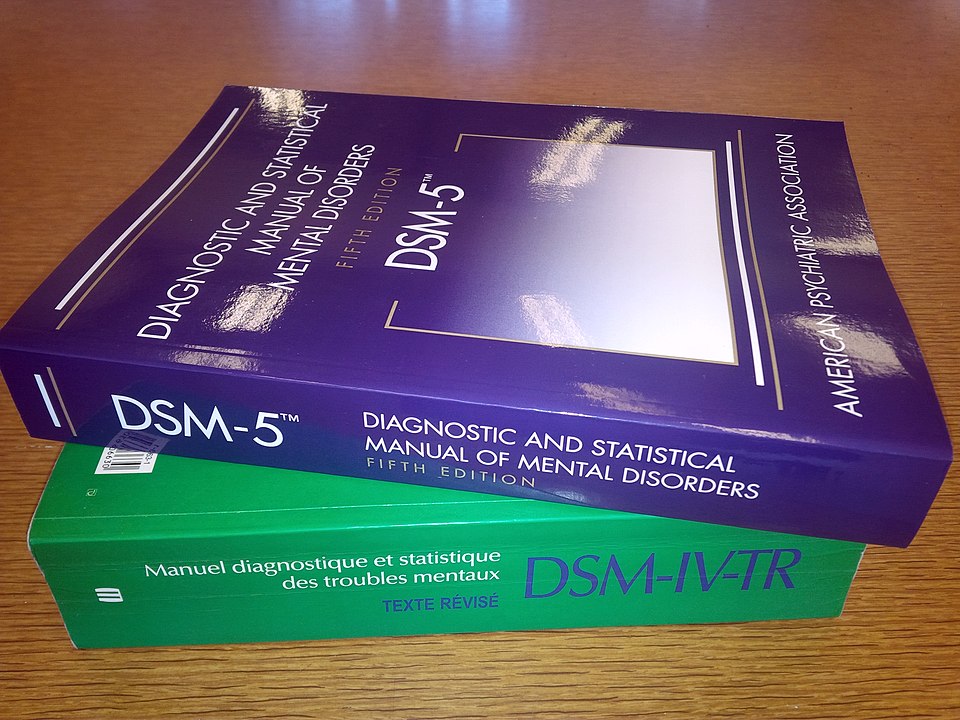 DIAGNOSTIC AND STATISTICAL
MANUAL OF
MENTAL DISORDERS
FIFTH EDITION
DSM-5™
AMERICAN PSYCHIATRIC ASSOCIATION
DSM-5™
DIAGNOSTIC AND STATISTICAL
MANUAL OF MENTAL DISORDERS
FIFTH EDITION
Manuel diagnostique et statistique
des troubles mentaux
TEXTE RÉVISÉ
DSM-IV-TR